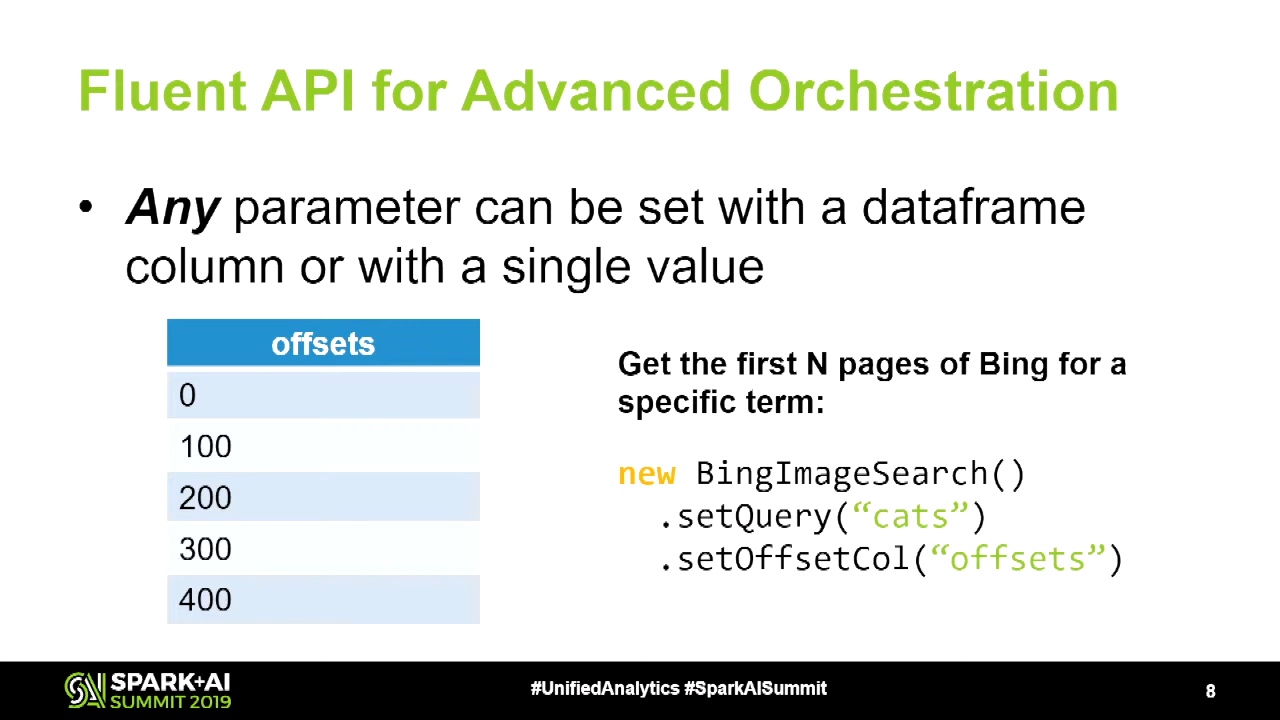 Fluent API for Advanced Orchestration
• Any parameter can be set with a dataframe
column or with a single value
offsets
0
100
200
300
400
Get the first N pages of Bing for a
specific term:
new BingImageSearch()
.setQuery(“cats”)
.setOffsetCol(“offsets”)
SPARK+AI
SUMMIT 2019
#UnifiedAnalytics #SparkAISummit
8